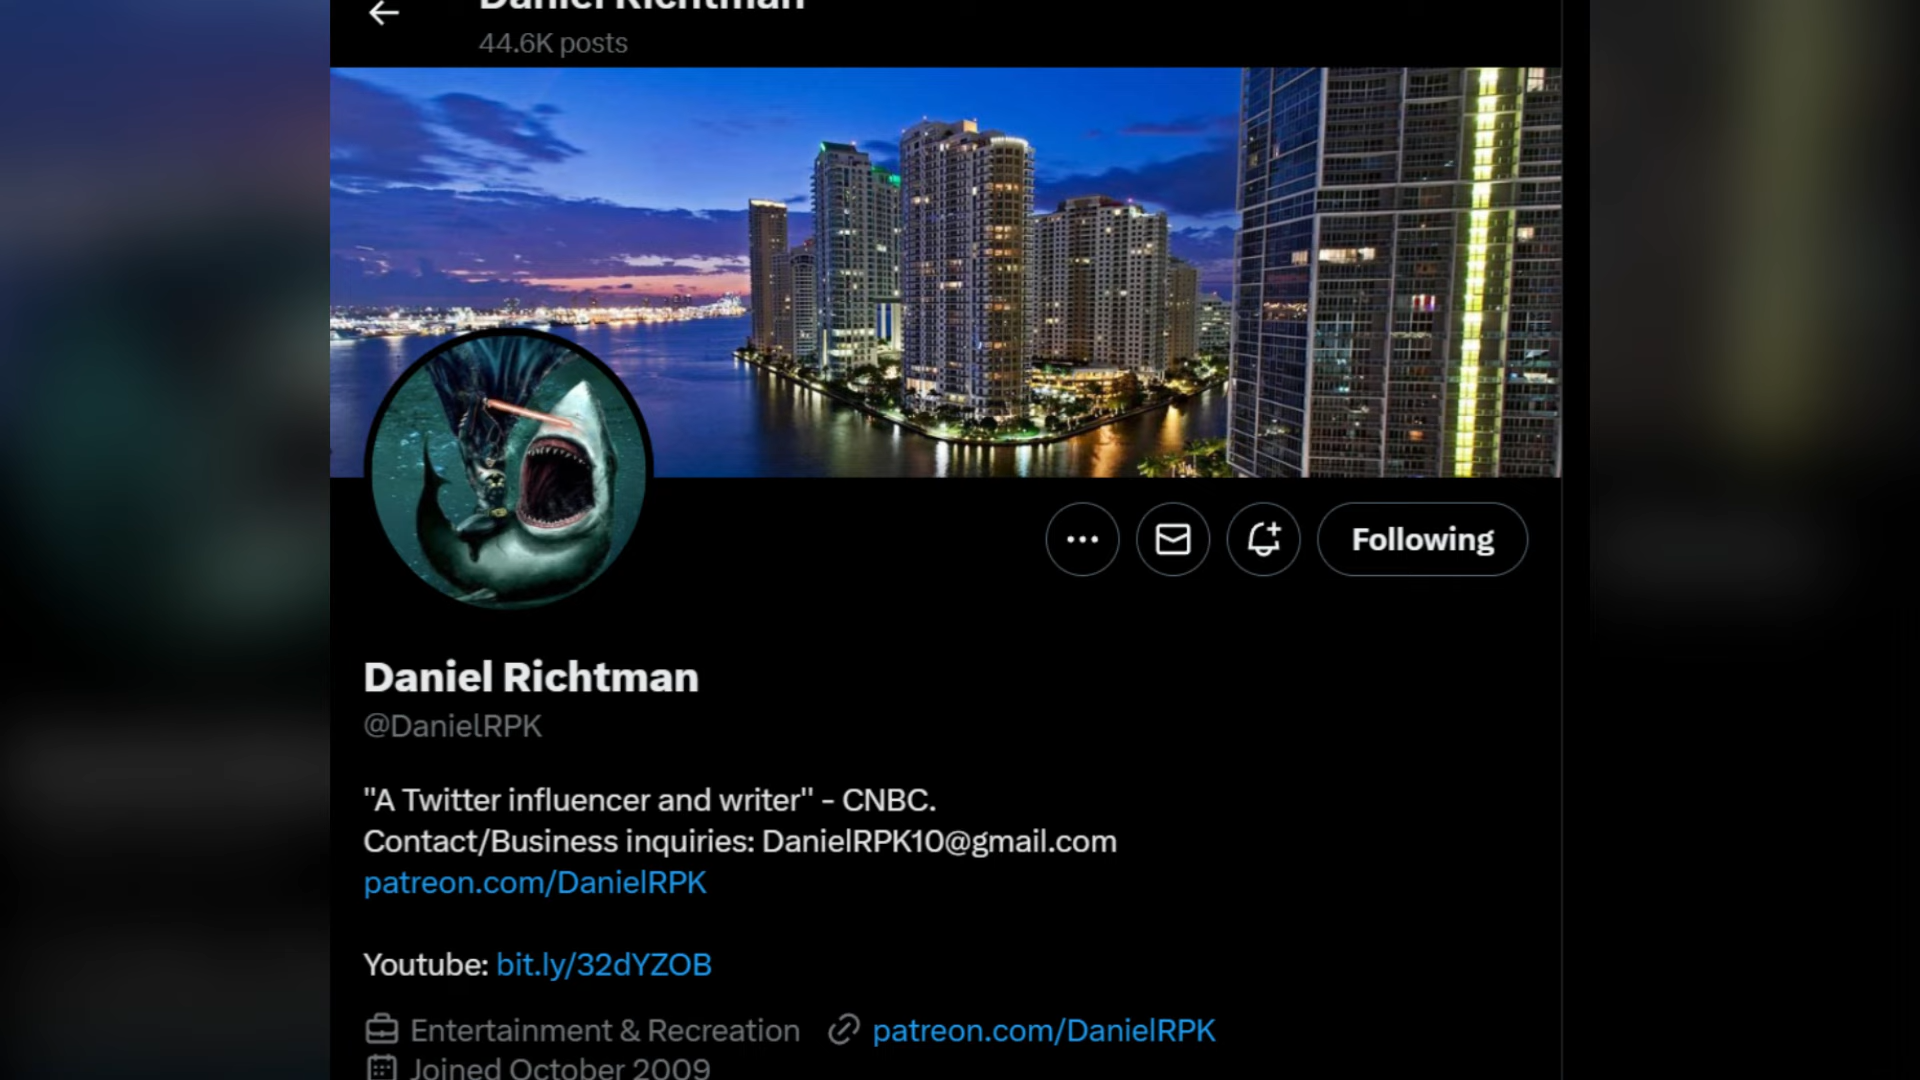 Daniel Richtman
44.6K posts
Following
Daniel Richtman
@DanielRPK
"A Twitter influencer and writer" - CNBC.
Contact/Business inquiries: DanielRPK10@gmail.com
patreon.com/DanielRPK
Youtube: bit.ly/32dYZOB
Entertainment & Recreation patreon.com/DanielRPK
Joined October 2009